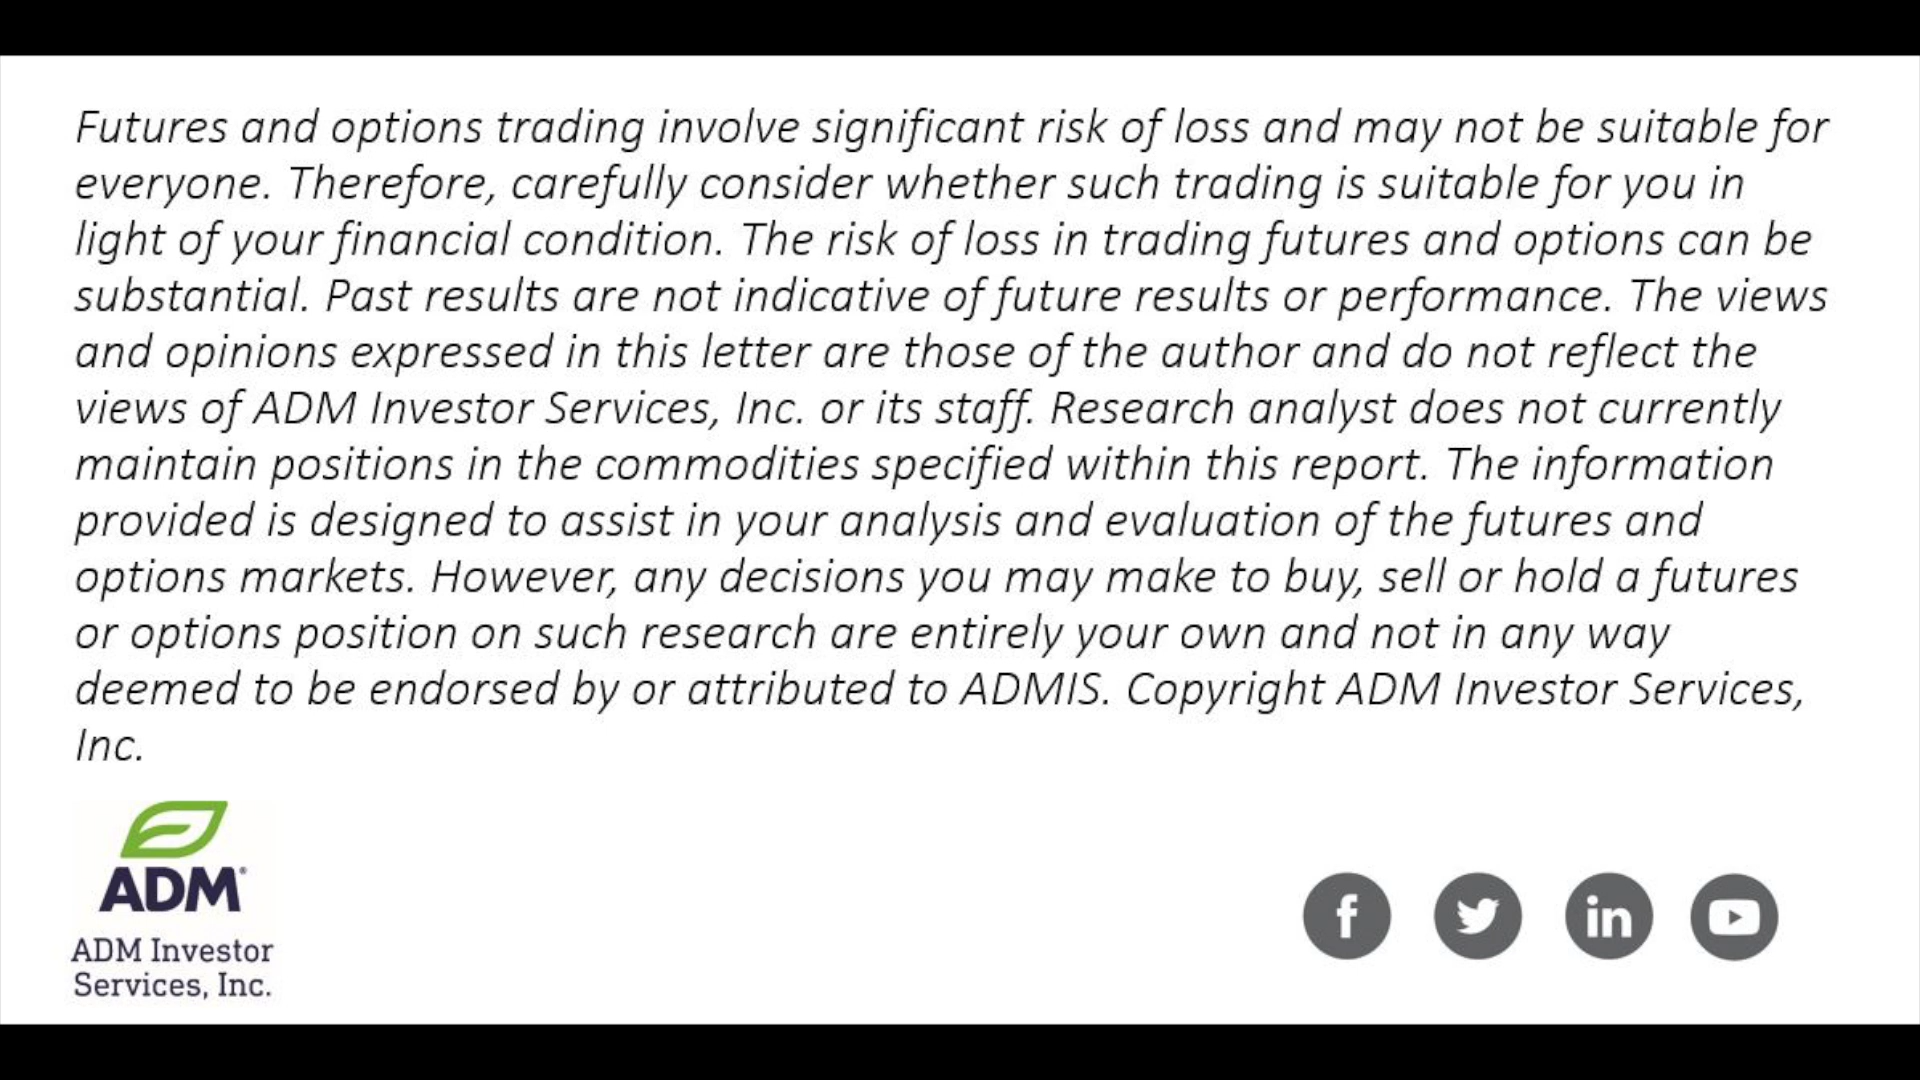 Futures and options trading involve significant risk of loss and may not be suitable for
everyone. Therefore, carefully consider whether such trading is suitable for you in
light of your financial condition. The risk of loss in trading futures and options can be
substantial. Past results are not indicative of future results or performance. The views
and opinions expressed in this letter are those of the author and do not reflect the
views of ADM Investor Services, Inc. or its staff. Research analyst does not currently
maintain positions in the commodities specified within this report. The information
provided is designed to assist in your analysis and evaluation of the futures and
options markets. However, any decisions you may make to buy, sell or hold a futures
or options position on such research are entirely your own and not in any way
deemed to be endorsed by or attributed to ADMIS. Copyright ADM Investor Services,
Inc.
ADM®
ADM Investor
Services, Inc.
f
in